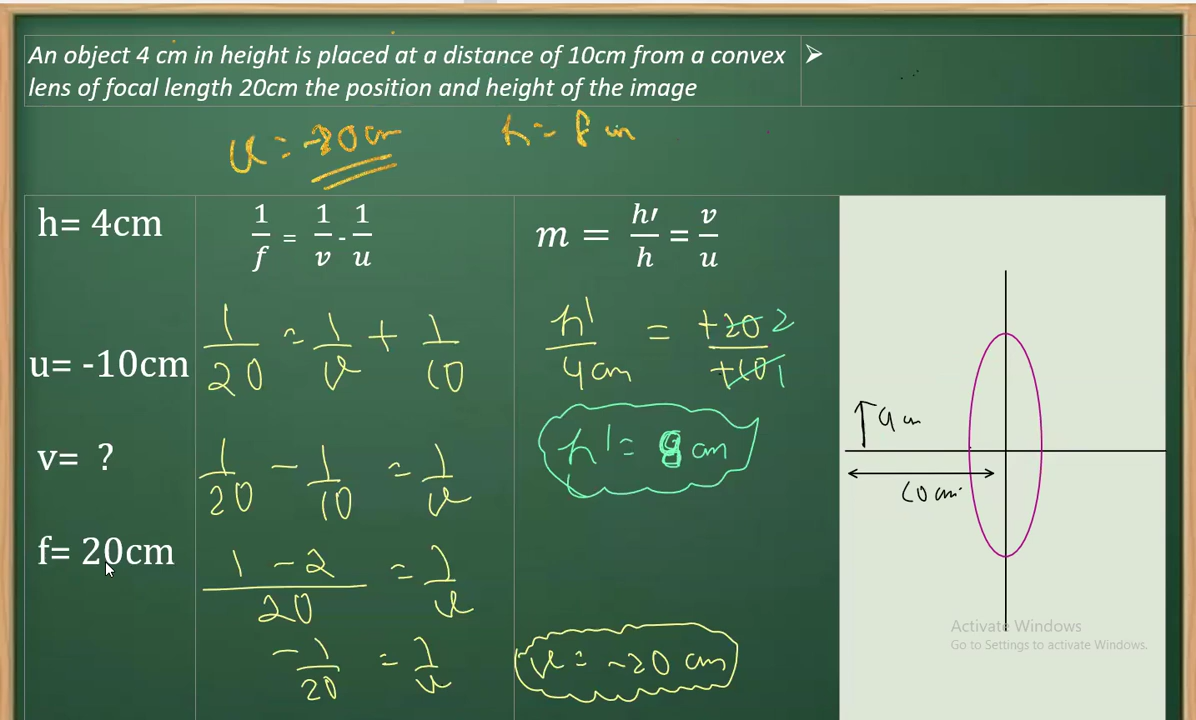 An object 4 cm in height is placed at a distance of 10cm from a convex
lens of focal length 20cm the position and height of the image
u = -20cm
h = 8 cm
h= 4cm
u= -10cm
v= ?
f= 20cm
1/f = 1/v - 1/u
1/20 = 1/v + 1/10
1/20 - 1/10 = 1/v
1 - 2 / 20 = 1/v
-1/20 = 1/v
v = -20 cm
m = h′/h = v/u
h'/4cm = +20 2/+10 1
h' = 8 cm
4 cm
10 cm
Activate Windows
Go to Settings to activate Windows.